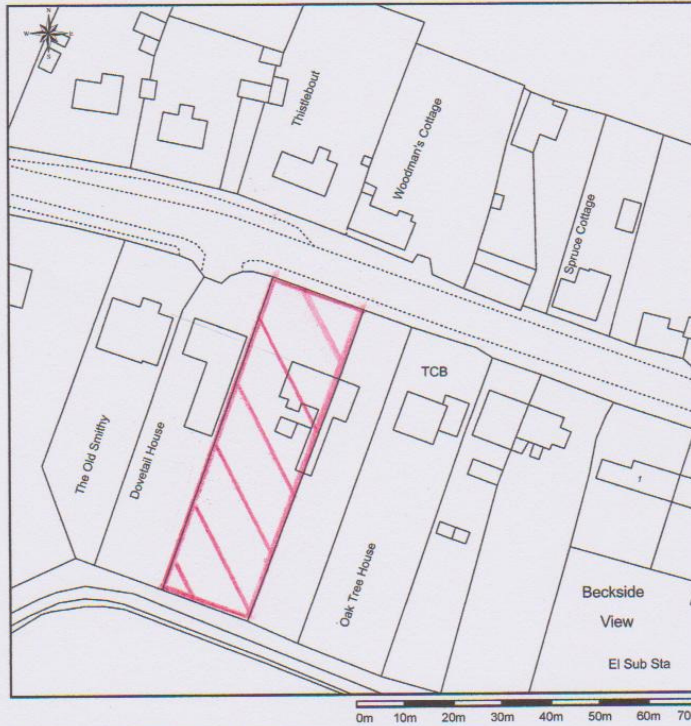 N
W
S
Thistlebout
Woodman's Cottage
Spruce Cottage
TCB
The Old Smithy
Dovetail House
Oak Tree House
1
Beckside
View
El Sub Sta
0m 10m 20m 30m 40m 50m 60m